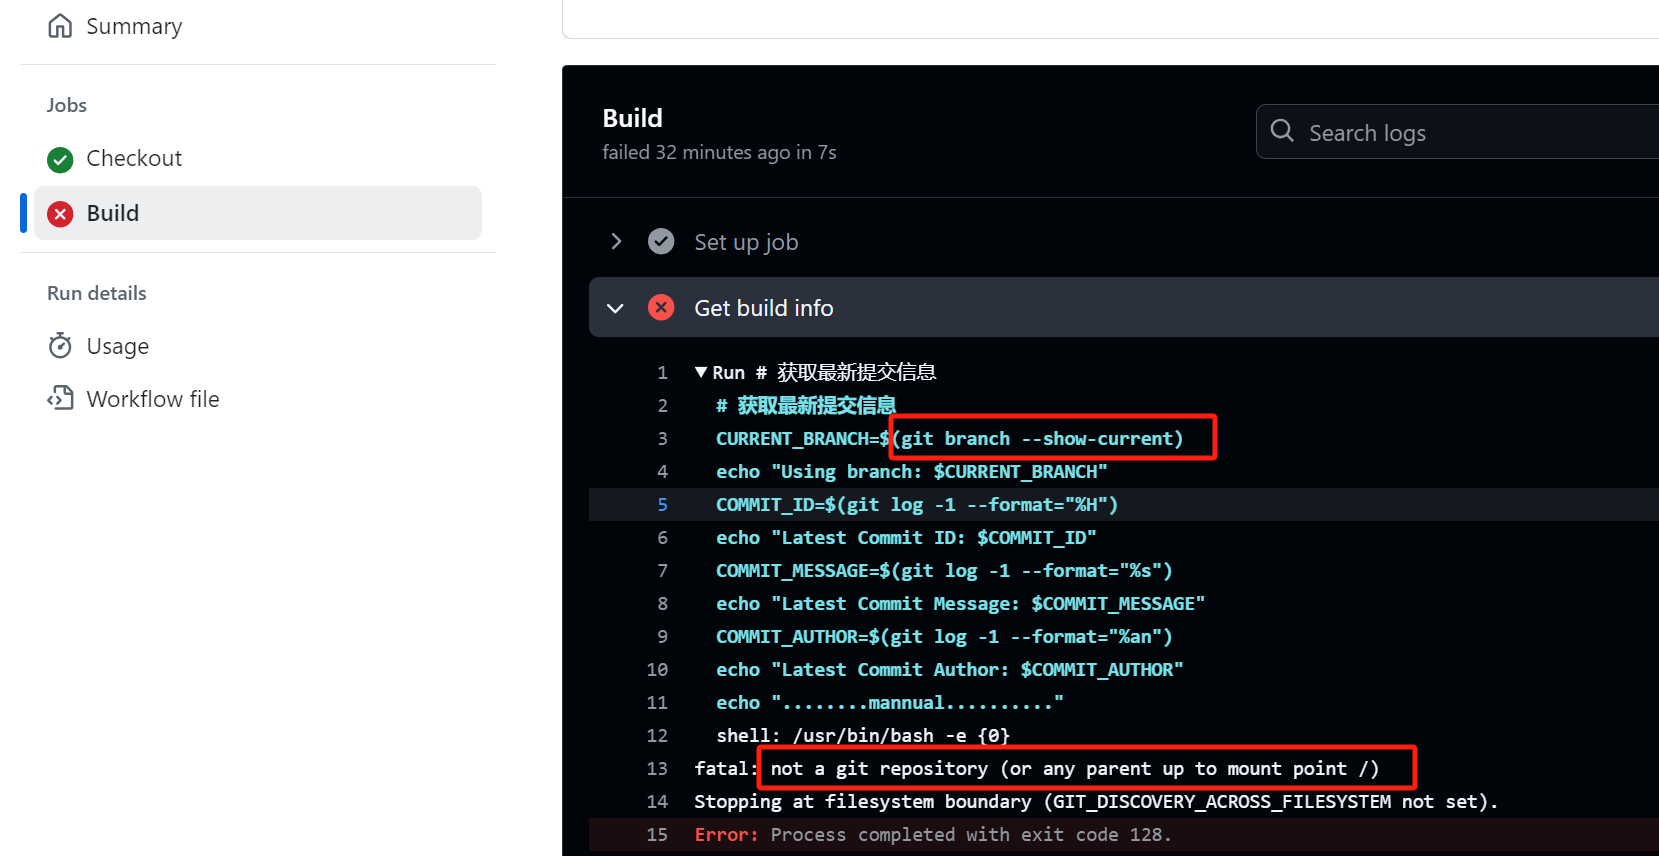 Summary
Jobs
Checkout
Build
Run details
Usage
Workflow file
Build
failed 32 minutes ago in 7s
Search logs
Set up job
Get build info
1 Run # 获取最新提交信息
2 # 获取最新提交信息
3 CURRENT_BRANCH=$(git branch --show-current)
4 echo "Using branch: $CURRENT_BRANCH"
5 COMMIT_ID=$(git log -1 --format="%H")
6 echo "Latest Commit ID: $COMMIT_ID"
7 COMMIT_MESSAGE=$(git log -1 --format="%s")
8 echo "Latest Commit Message: $COMMIT_MESSAGE"
9 COMMIT_AUTHOR=$(git log -1 --format="%an")
10 echo "Latest Commit Author: $COMMIT_AUTHOR"
11 echo "........mannual.........."
12 shell: /usr/bin/bash -e {0}
13 fatal: not a git repository (or any parent up to mount point /)
14 Stopping at filesystem boundary (GIT_DISCOVERY_ACROSS_FILESYSTEM not set).
15 Error: Process completed with exit code 128.